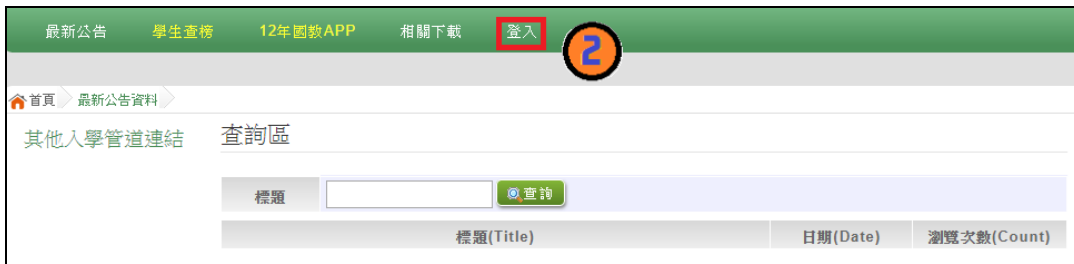 最新公告 學生查榜 12年國教APP 相關下載 登入 2
首頁 最新公告資料
其他入學管道連結 查詢區
標題 查詢
標題(Title) 日期(Date) 瀏覽次數(Count)